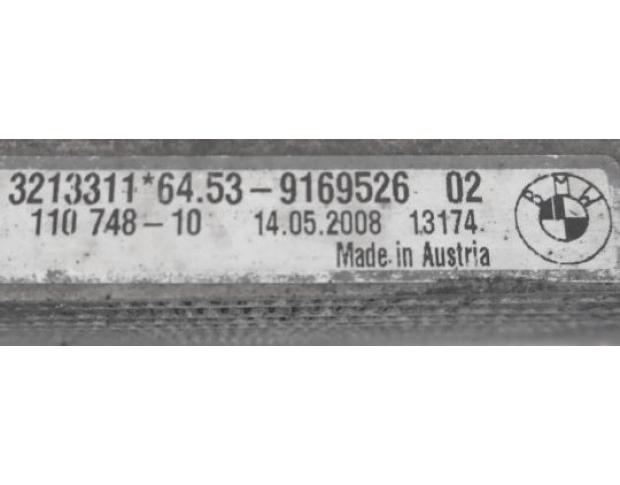 3213311*64.53-9169526 02
110 748-10 14.05.2008 13174
Made in Austria
BMW